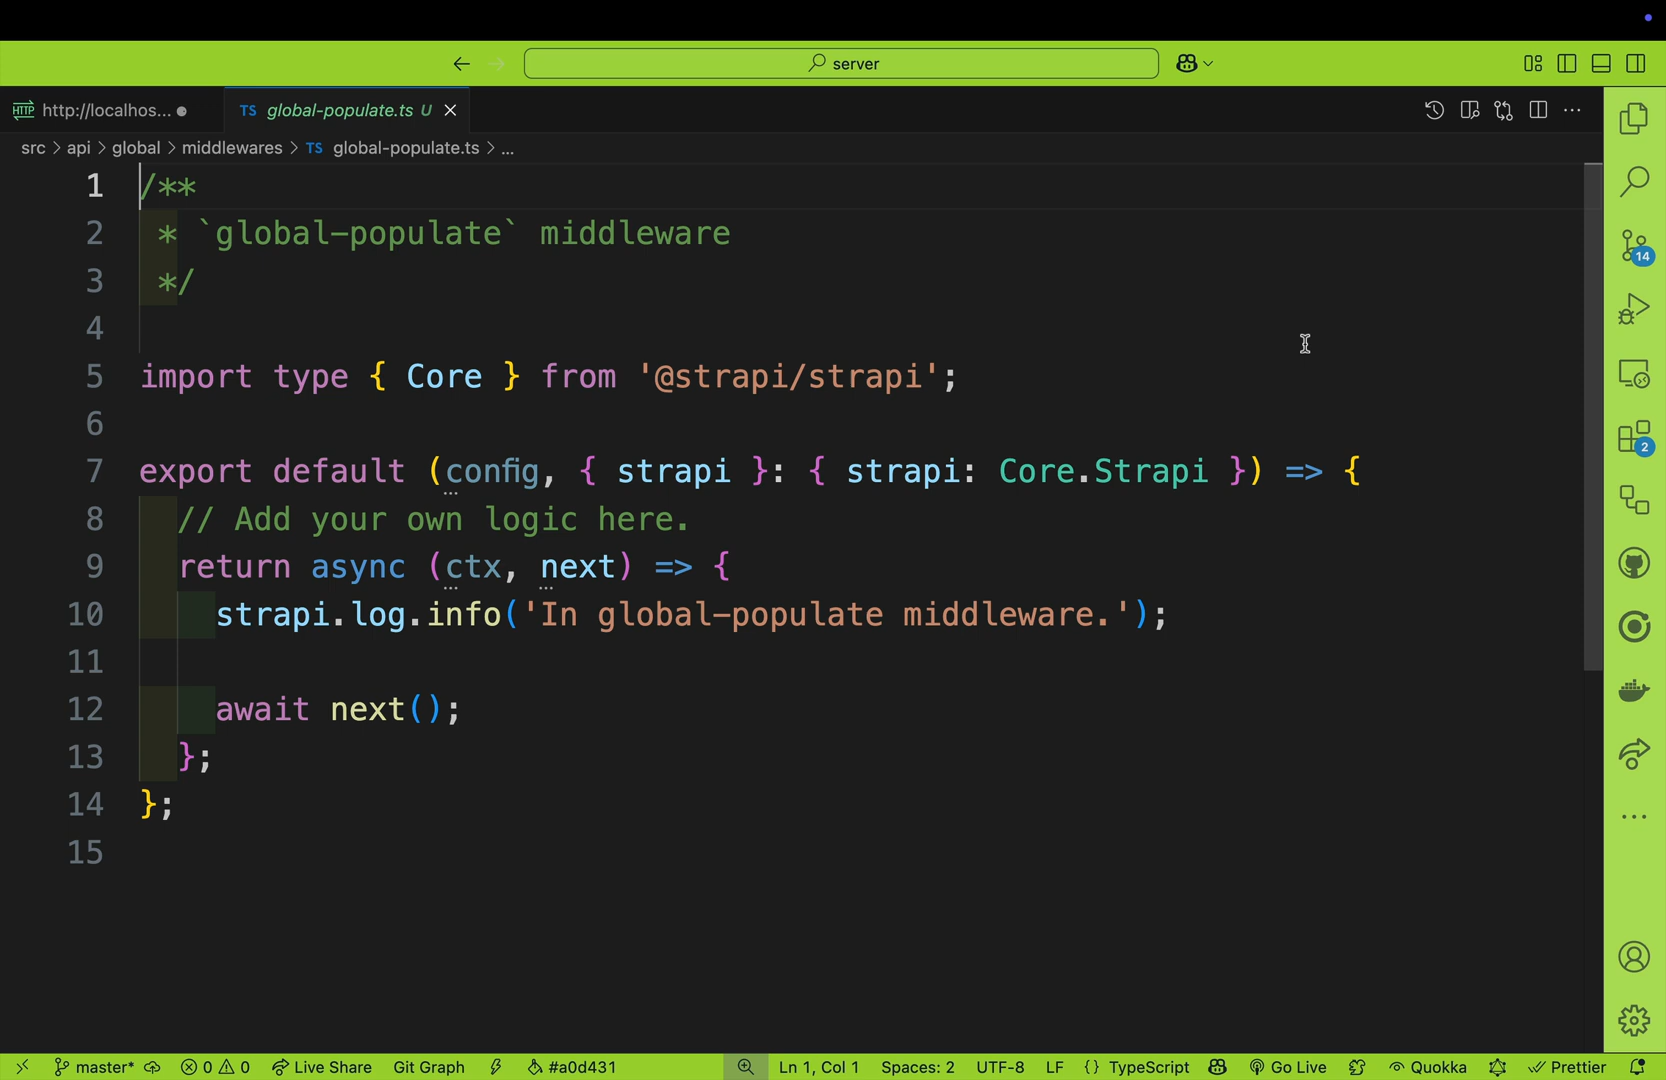 server
http://localhos...
TS global-populate.ts U
src > api > global > middlewares > TS global-populate.ts > ...
1 /**
2 * `global-populate` middleware
3 */
4
5 import type { Core } from '@strapi/strapi';
6
7 export default (config, { strapi }: { strapi: Core.Strapi }) => {
8 // Add your own logic here.
9 return async (ctx, next) => {
10 strapi.log.info('In global-populate middleware.');
11
12 await next();
13 };
14 };
15
14
2
master* 0 0 Live Share Git Graph #a0d431 Ln 1, Col 1 Spaces: 2 UTF-8 LF {} TypeScript Go Live Quokka Prettier